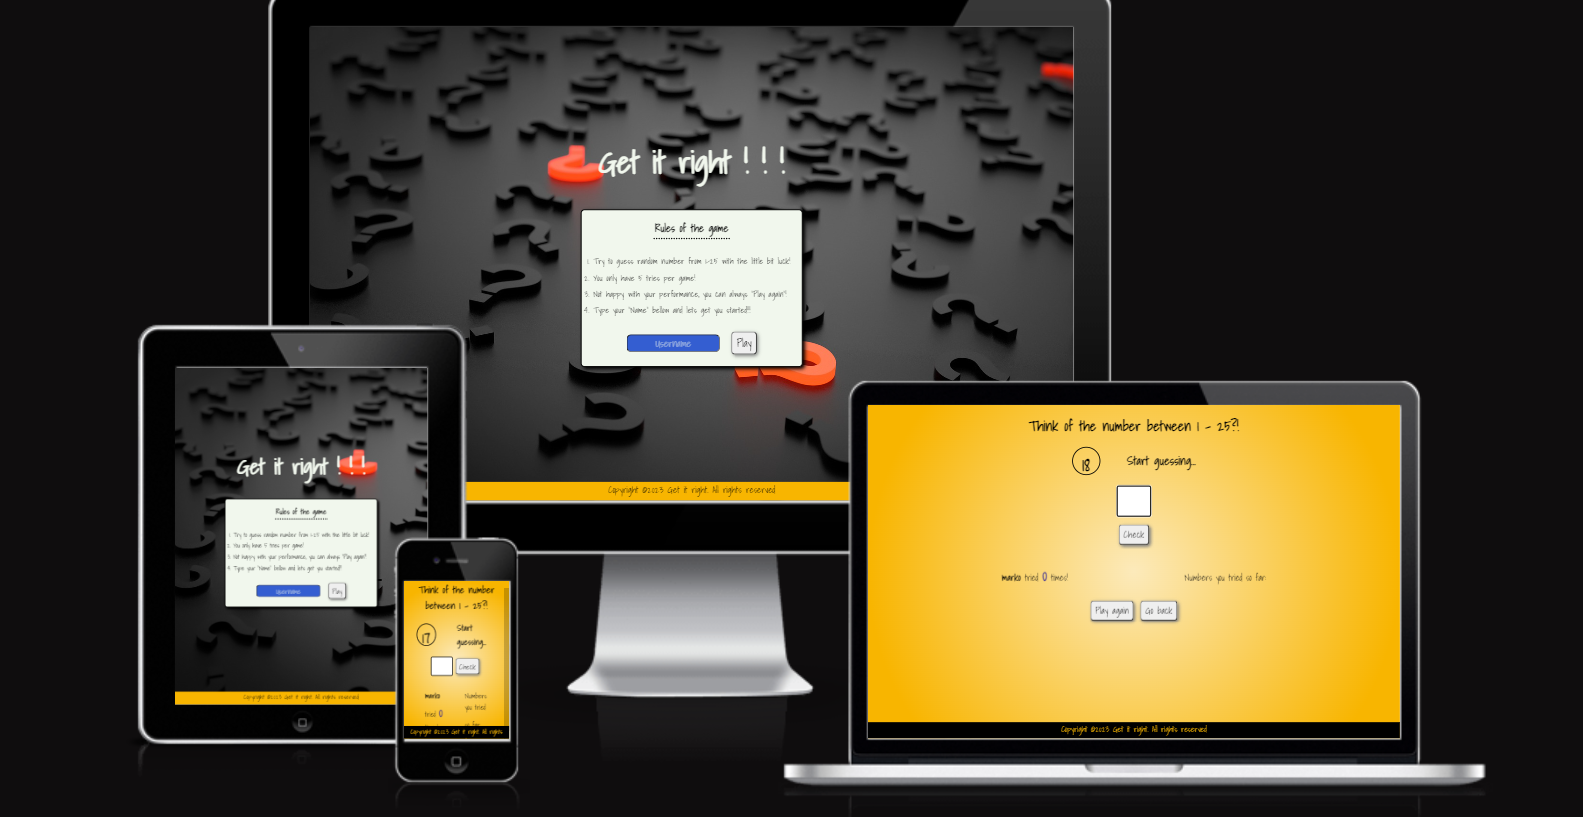 Get it right ! ! !
Rules of the game
1. Try to guess random number from 1-25 with the little bit luck!
2. You only have 5 tries per game!
3. Not happy with your performance, you can always "Play again"!
4. Type your "Name" bellow and lets get you started!!
Username
Play
Copyright ©2023 Get it right. All rights reserved
Get it right ! ! !
Rules of the game
1. Try to guess random number from 1-25 with the little bit luck!
2. You only have 5 tries per game!
3. Not happy with your performance, you can always "Play again"!
4. Type your "Name" bellow and lets get you started!!
Username
Play
Copyright ©2023 Get it right. All rights reserved
Think of the number
between 1 - 25?!
17
Start
guessing...
Check
marko
tried 0
Numbers
you tried
so far
Copyright ©2023 Get it right. All rights
Think of the number between 1 - 25?!
18
Start guessing...
Check
marko tried 0 times!
Numbers you tried so far:
Play again
Go back
Copyright ©2023 Get it right. All rights reserved